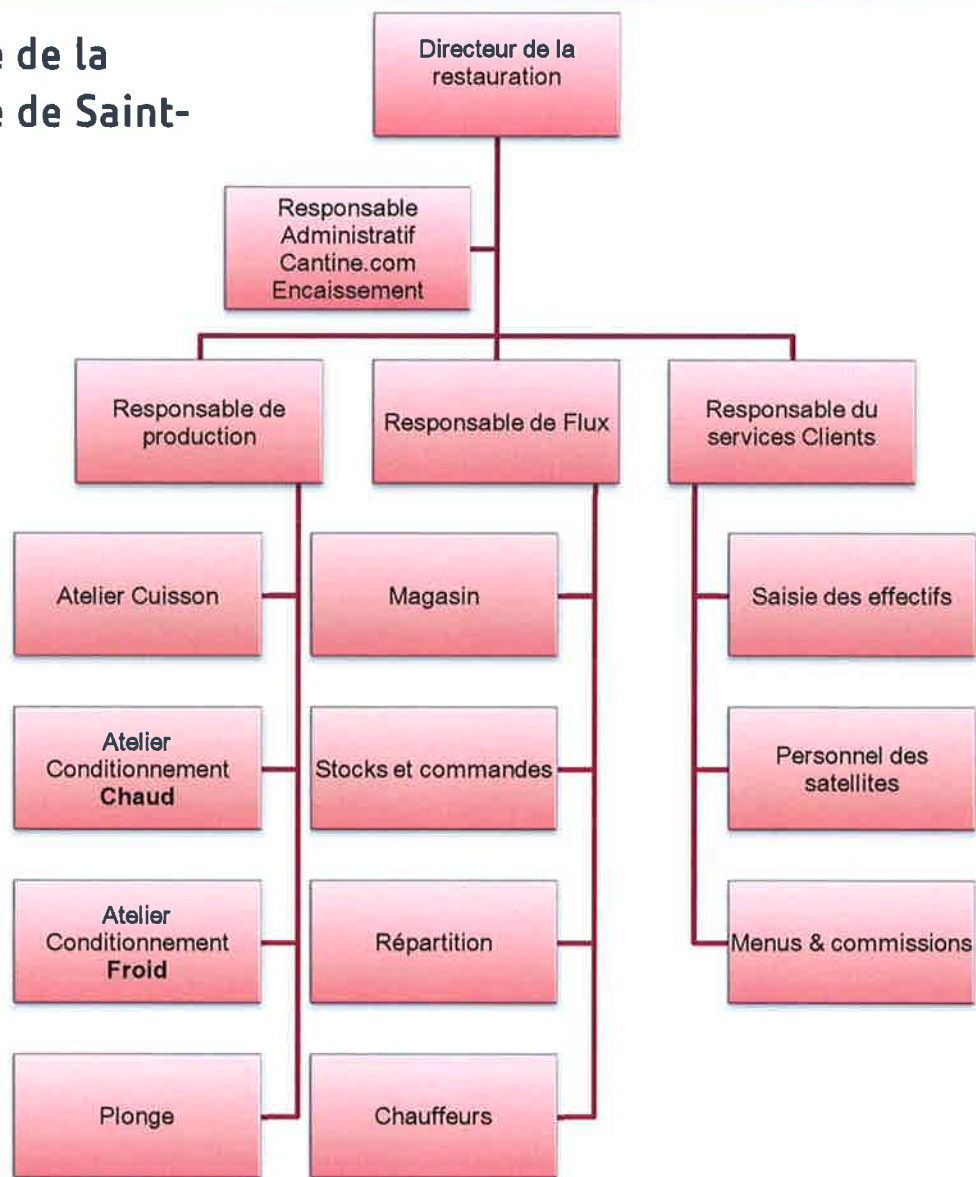 e de la
e de Saint-
Directeur de la
restauration
Responsable
Administratif
Cantine.com
Encaissement
Responsable de
production
Responsable de Flux
Responsable du
services Clients
Atelier Cuisson
Magasin
Saisie des effectifs
Atelier
Conditionnement
Chaud
Stocks et commandes
Personnel des
satellites
Atelier
Conditionnement
Froid
Répartition
Menus & commissions
Plonge
Chauffeurs